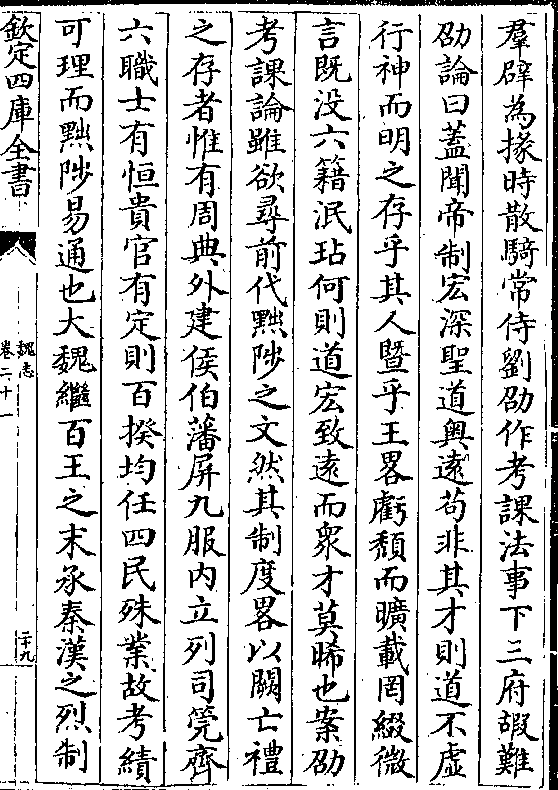 羣辟為掾時散騎常侍劉劭作考課法事下三府嘏難
劭論曰蓋聞帝制宏深聖道奧遠苟非其才則道不虛
行神而明之存乎其人暨乎王畧虧頽而曠載罔綴微
言既没六籍泯玷何則道宏致遠而衆才莫晞也案劭
考課論雖欲尋前代黜陟之文然其制度畧以闕亡禮
之存者惟有周典外建侯伯藩屏九服内立列司筦齊
六職士有恒貴官有定則百揆均任四民殊業故考績
可理而黜陟易通也大魏繼百王之末承秦漢之烈制
欽定四庫全書
魏志
卷二十一
二十九